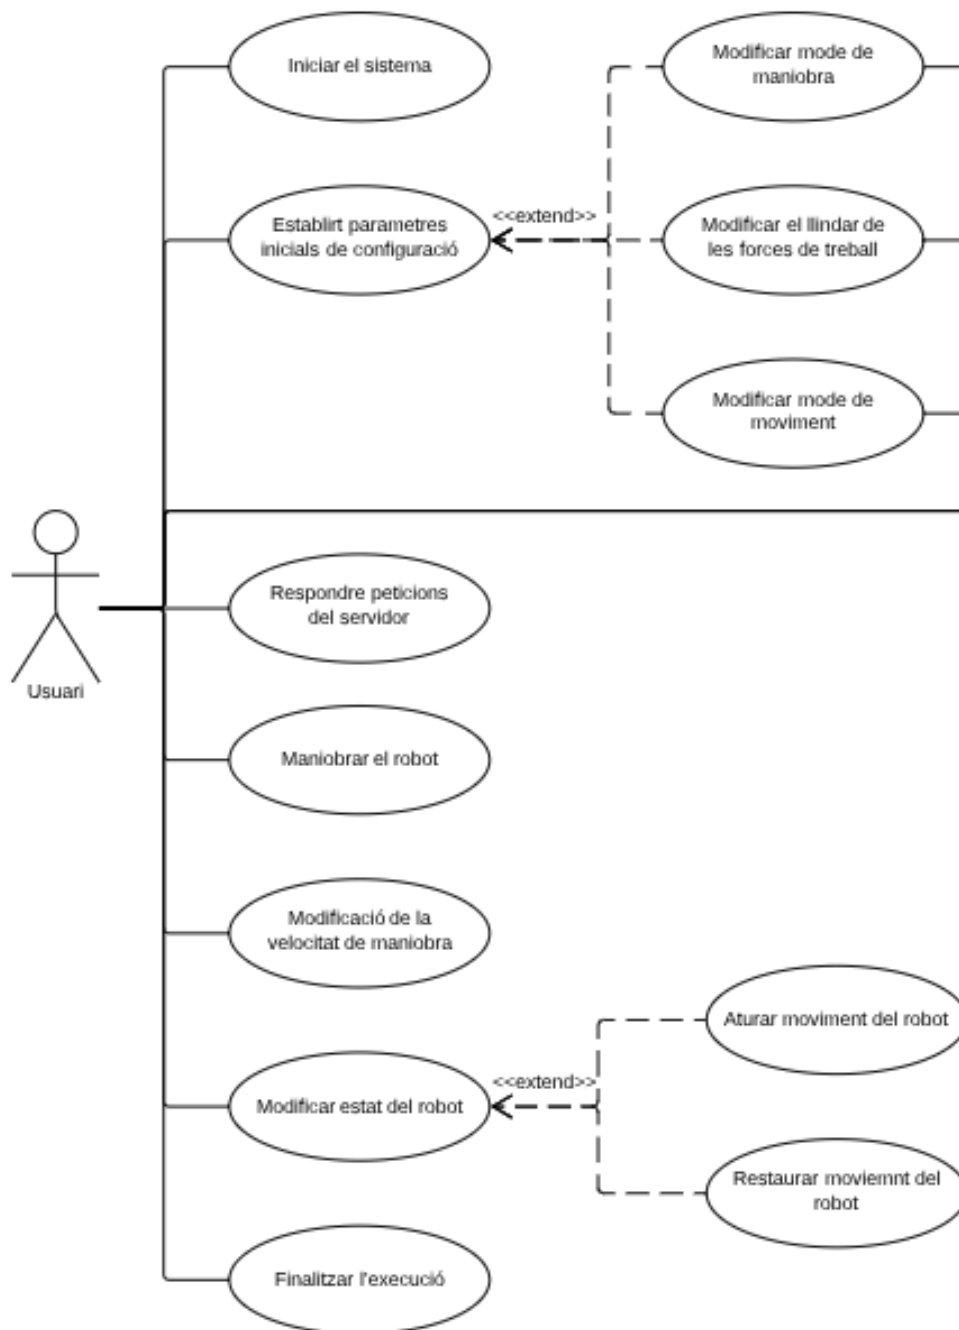 Iniciar el sistema
Modificar mode de
maniobra
Establirt parametres
inicials de configuració
<<extend>>
Modificar el llindar de
les forces de treball
Modificar mode de
moviment
Usuari
Respondre peticions
del servidor
Maniobrar el robot
Modificació de la
velocitat de maniobra
Aturar moviment del robot
<<extend>>
Modificar estat del robot
Restaurar moviemnt del
robot
Finalitzar l'execució